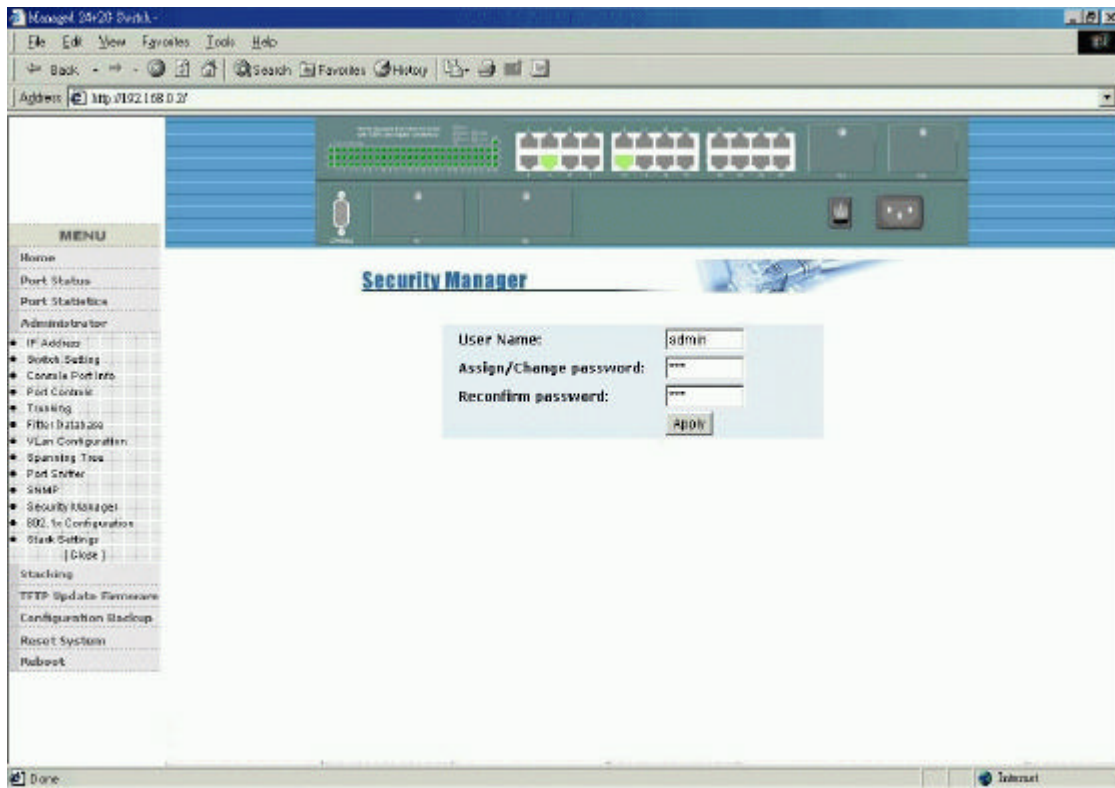 Managed 24+2G Switch -
File Edit View Favorites Tools Help
Back Search Favorites History
Address http://192.168.0.2/
MENU
Home
Port Status
Port Statistics
Administrator
IP Address
Switch Setting
Console Port Info
Port Controls
Trunking
Filter Database
VLan Configuration
Spanning Tree
Port Sniffer
SNMP
Security Manager
802.1x Configuration
Stack Settings
[ Close ]
Stacking
TFTP Update Firmware
Configuration Backup
Reset System
Reboot
Security Manager
User Name: admin
Assign/Change password: ***
Reconfirm password: ***
Apply
Done Internet